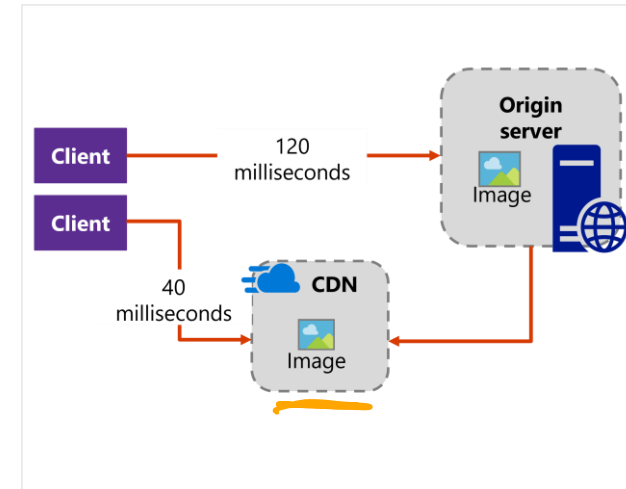 Origin
server
Client
120
milliseconds
Image
Client
CDN
40
milliseconds
Image